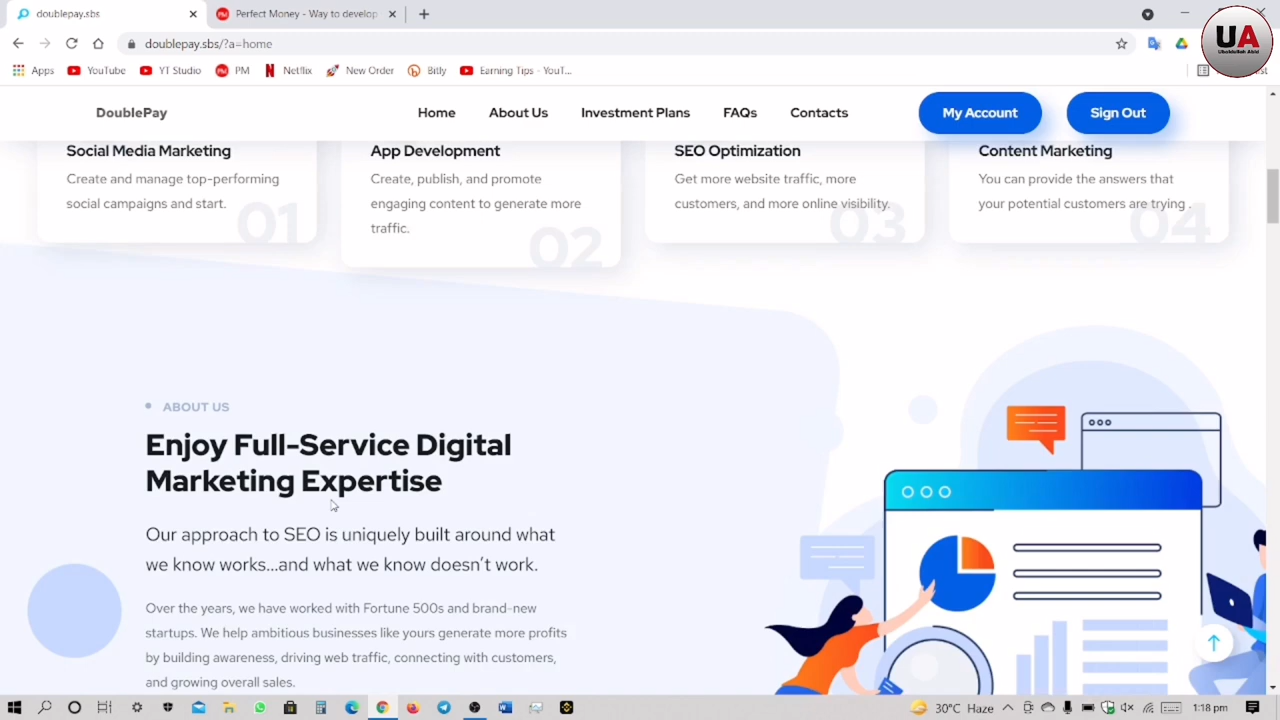 doublepay.sbs
PM Perfect Money - Way to develop
doublepay.sbs/?a=home
UA
Apps
YouTube
YT Studio
PM PM
N Netflix
New Order
Bitly
Earning Tips - YouT...
DoublePay
Home
About Us
Investment Plans
FAQs
Contacts
My Account
Sign Out
Social Media Marketing
Create and manage top-performing
social campaigns and start.
01
App Development
Create, publish, and promote
engaging content to generate more
traffic.
02
SEO Optimization
Get more website traffic, more
customers, and more online visibility.
03
Content Marketing
You can provide the answers that
your potential customers are trying .
04
ABOUT US
Enjoy Full-Service Digital
Marketing Expertise
Our approach to SEO is uniquely built around what
we know works...and what we know doesn't work.
Over the years, we have worked with Fortune 500s and brand-new
startups. We help ambitious businesses like yours generate more profits
by building awareness, driving web traffic, connecting with customers,
and growing overall sales.
30°C Haze
1:18 pm